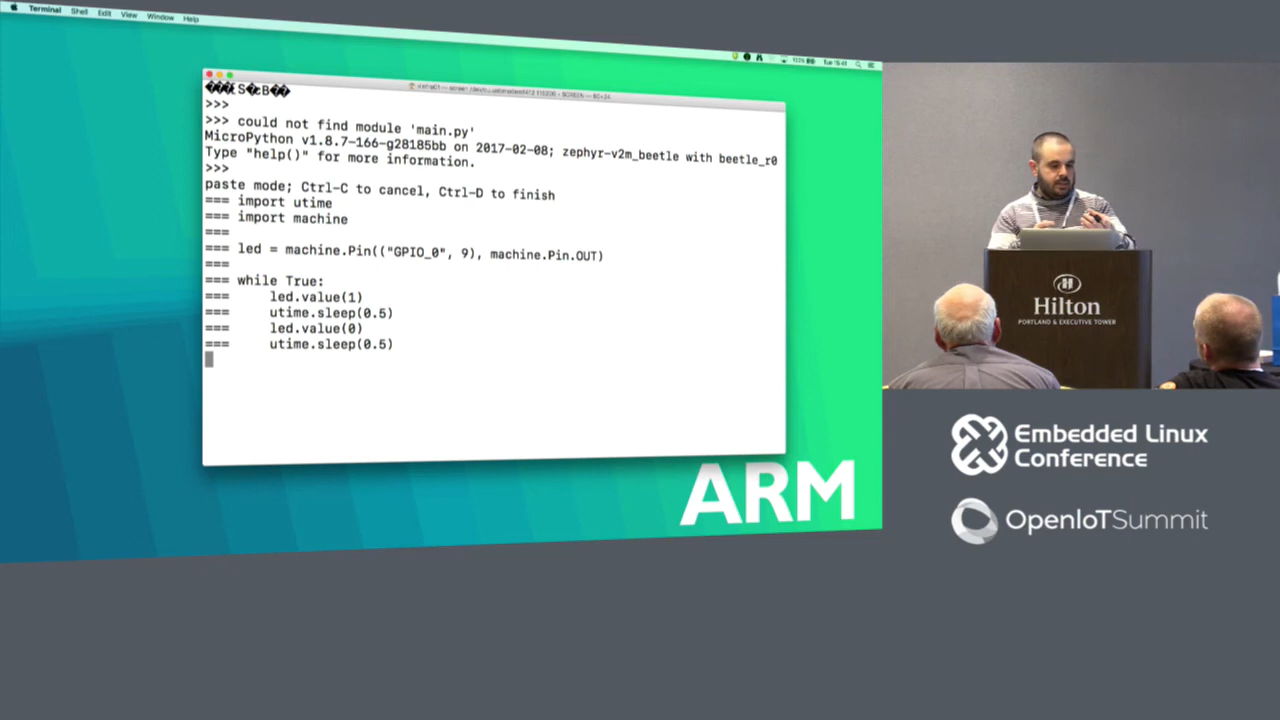 Terminal Shell Edit View Window Help
100%
S B
>>>
>>> could not find module 'main.py'
MicroPython v1.8.7-166-g28185bb on 2017-02-08; zephyr-v2m_beetle with beetle_r0
Type "help()" for more information.
>>>
paste mode; Ctrl-C to cancel, Ctrl-D to finish
=== import utime
=== import machine
===
=== led = machine.Pin(("GPIO_0", 9), machine.Pin.OUT)
===
=== while True:
===     led.value(1)
===     utime.sleep(0.5)
===     led.value(0)
===     utime.sleep(0.5)
ARM
Hilton
PORTLAND & EXECUTIVE TOWER
Embedded Linux
Conference
OpenIoTSummit